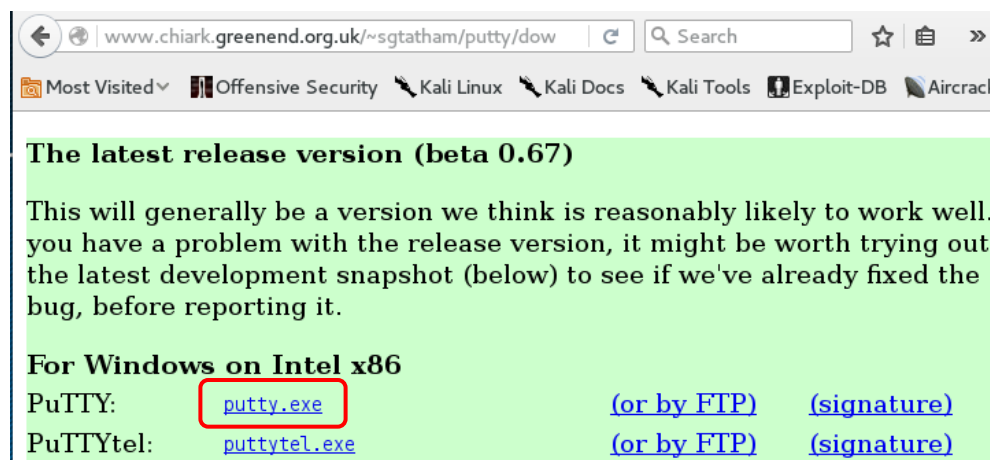 www.chiark.greenend.org.uk/~sgtatham/putty/dow Search »
Most Visited Offensive Security Kali Linux Kali Docs Kali Tools Exploit-DB Aircrack
The latest release version (beta 0.67)
This will generally be a version we think is reasonably likely to work well.
you have a problem with the release version, it might be worth trying out
the latest development snapshot (below) to see if we've already fixed the
bug, before reporting it.
For Windows on Intel x86
PuTTY: putty.exe (or by FTP) (signature)
PuTTYtel: puttytel.exe (or by FTP) (signature)